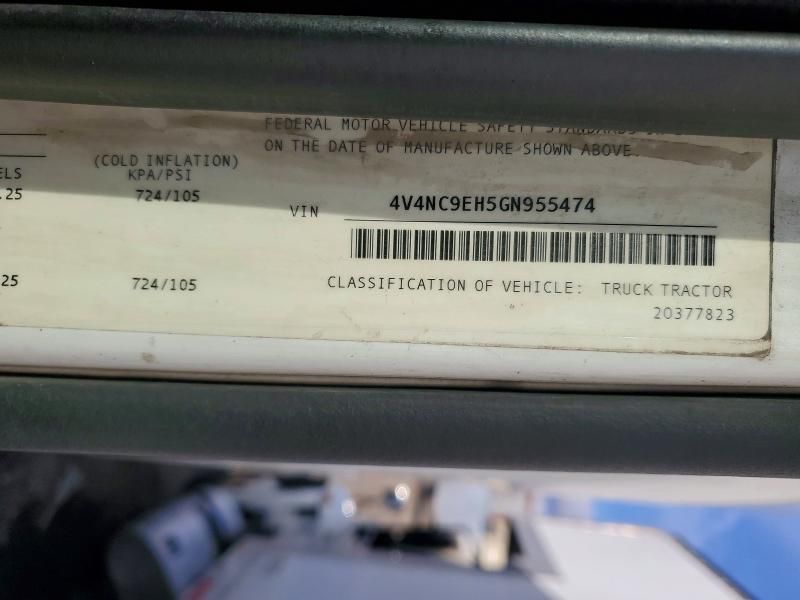 FEDERAL MOTOR VEHICLE SAFETY STANDARDS
ON THE DATE OF MANUFACTURE SHOWN ABOVE.
(COLD INFLATION)
ELS KPA/PSI
.25 724/105
VIN 4V4NC9EH5GN955474
.25 724/105
CLASSIFICATION OF VEHICLE: TRUCK TRACTOR
20377823